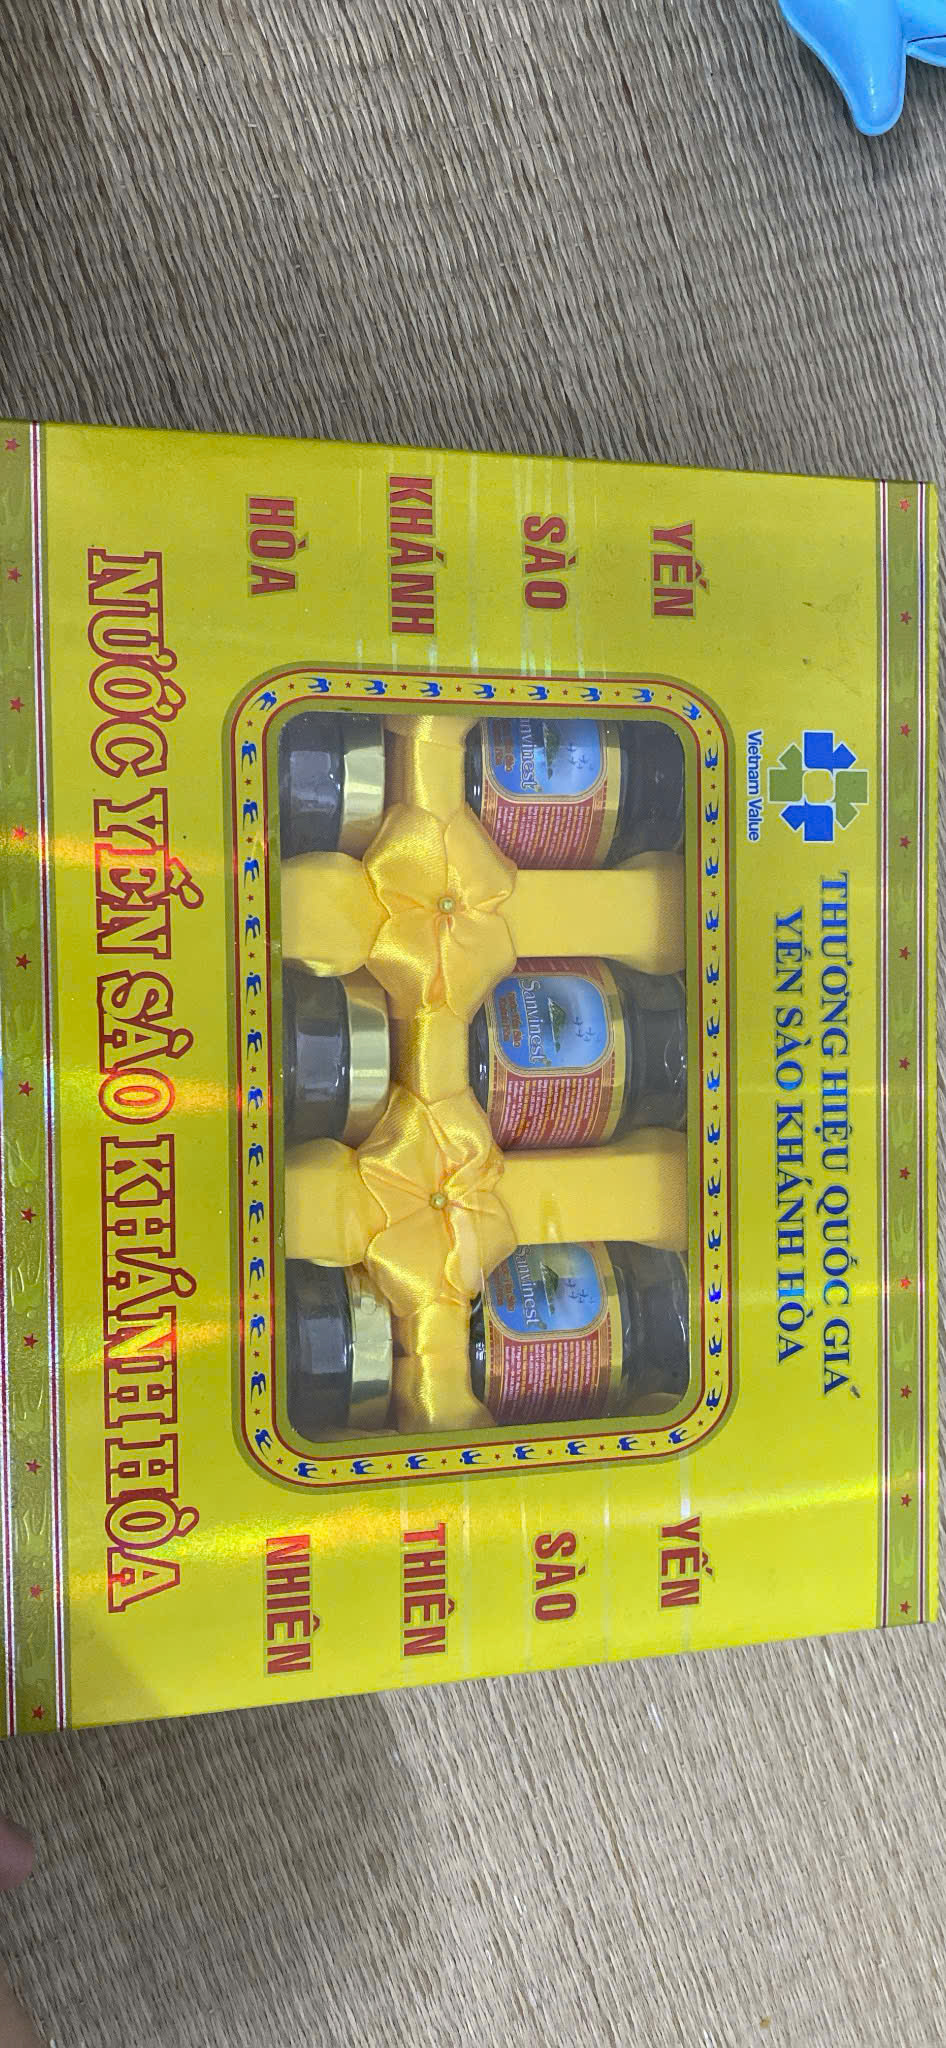 Vietnam Value
THƯƠNG HIỆU QUỐC GIA
YẾN SÀO KHÁNH HÒA
YẾN
SÀO
KHÁNH
HÒA
YẾN
SÀO
THIÊN
NHIÊN
Sanvinest
Sanvinest
Sanvinest
NƯỚC YẾN SÀO KHÁNH HÒA